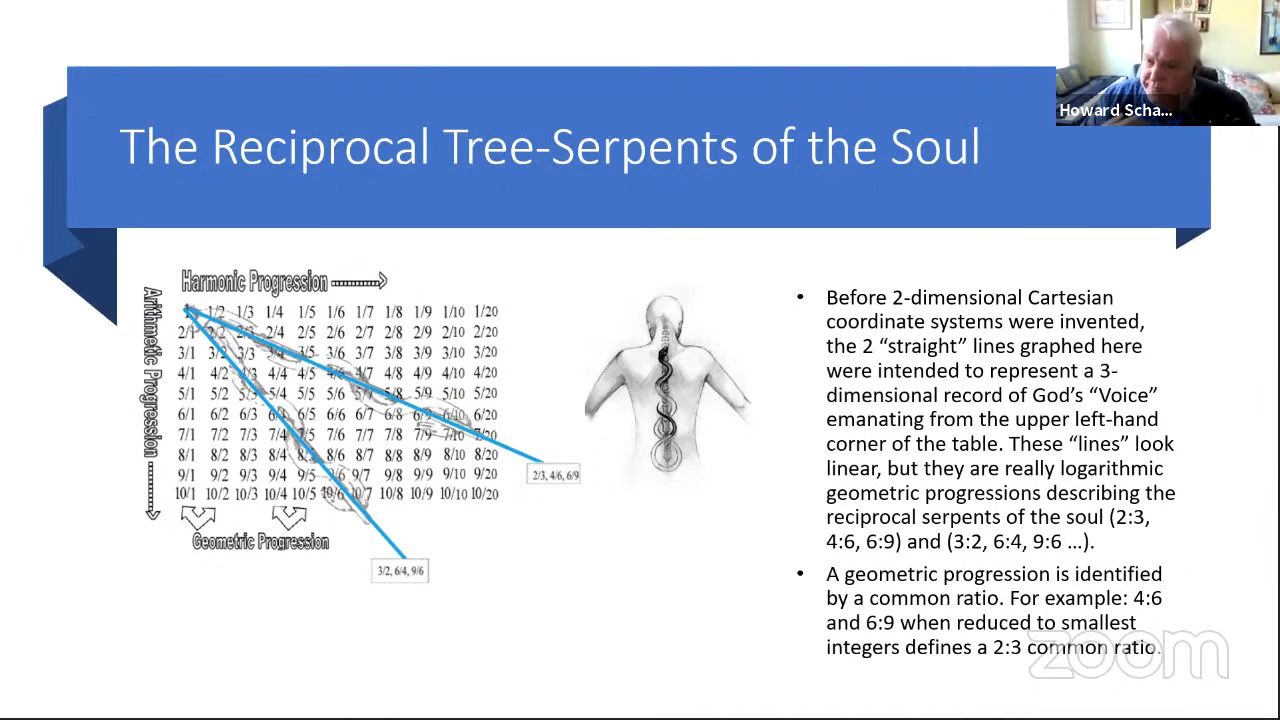 Howard Scha...
The Reciprocal Tree-Serpents of the Soul
Harmonic Progression
Arithmetic Progression
1/2 1/3 1/4 1/5 1/6 1/7 1/8 1/9 1/10 1/20
2/1 2/2 2/3 2/4 2/5 2/6 2/7 2/8 2/9 2/10 2/20
3/1 3/2 3/3 3/4 3/5 3/6 3/7 3/8 3/9 3/10 3/20
4/1 4/2 4/3 4/4 4/5 4/6 4/7 4/8 4/9 4/10 4/20
5/1 5/2 5/3 5/4 5/5 5/6 5/7 5/8 5/9 5/10 5/20
6/1 6/2 6/3 6/4 6/5 6/6 6/7 6/8 6/9 6/10 6/20
7/1 7/2 7/3 7/4 7/5 7/6 7/7 7/8 7/9 7/10 7/20
8/1 8/2 8/3 8/4 8/5 8/6 8/7 8/8 8/9 8/10 8/20
9/1 9/2 9/3 9/4 9/5 9/6 9/7 9/8 9/9 9/10 9/20
10/1 10/2 10/3 10/4 10/5 10/6 10/7 10/8 10/9 10/10 10/20
Geometric Progression
2/3, 4/6, 6/9
3/2, 6/4, 9/6
• Before 2-dimensional Cartesian
coordinate systems were invented,
the 2 “straight” lines graphed here
were intended to represent a 3-
dimensional record of God’s “Voice”
emanating from the upper left-hand
corner of the table. These “lines” look
linear, but they are really logarithmic
geometric progressions describing the
reciprocal serpents of the soul (2:3,
4:6, 6:9) and (3:2, 6:4, 9:6 …).
• A geometric progression is identified
by a common ratio. For example: 4:6
and 6:9 when reduced to smallest
integers defines a 2:3 common ratio.
zoom